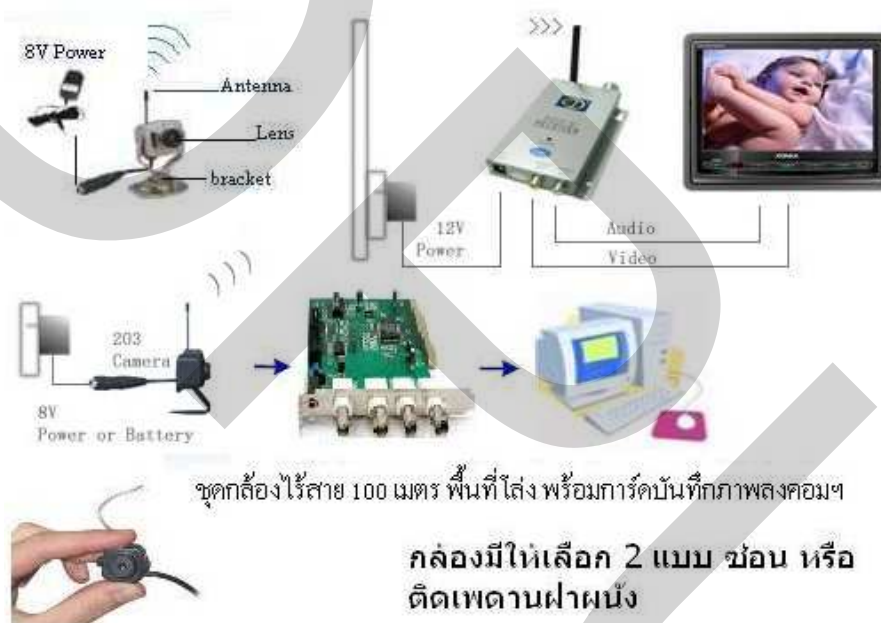 8V Power
Antenna
Lens
bracket
12V
Power
Audio
Video
203
Camera
8V
Power or Battery
ชุดกล้องไร้สาย 100 เมตร พื้นที่โล่ง พร้อมการ์ดบันทึกภาพลงคอมฯ
กล่องมีให้เลือก 2 แบบ ซ่อน หรือ
ติดเพดานฝาผนัง